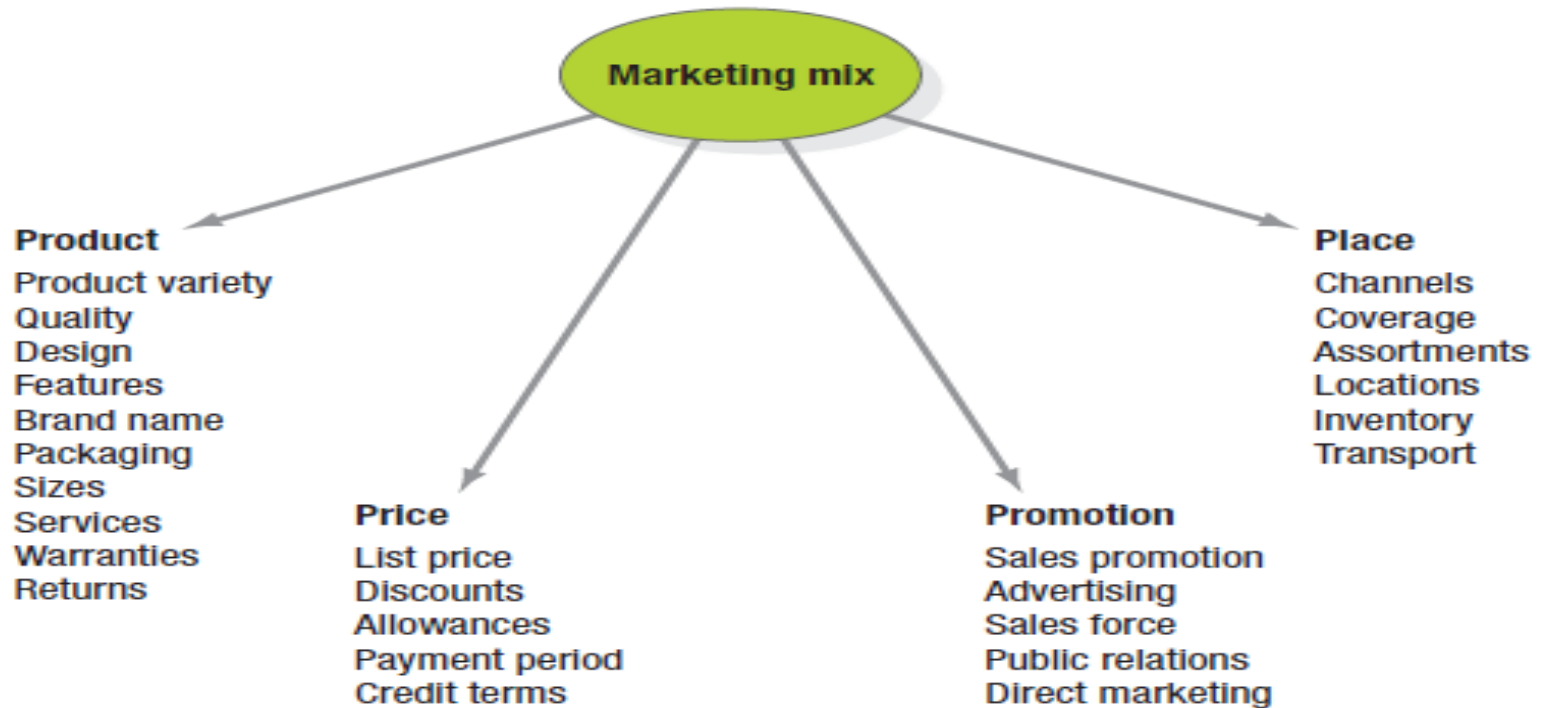 Marketing mix
Product
Product variety
Quality
Design
Features
Brand name
Packaging
Sizes
Services
Warranties
Returns
Price
List price
Discounts
Allowances
Payment period
Credit terms
Promotion
Sales promotion
Advertising
Sales force
Public relations
Direct marketing
Place
Channels
Coverage
Assortments
Locations
Inventory
Transport